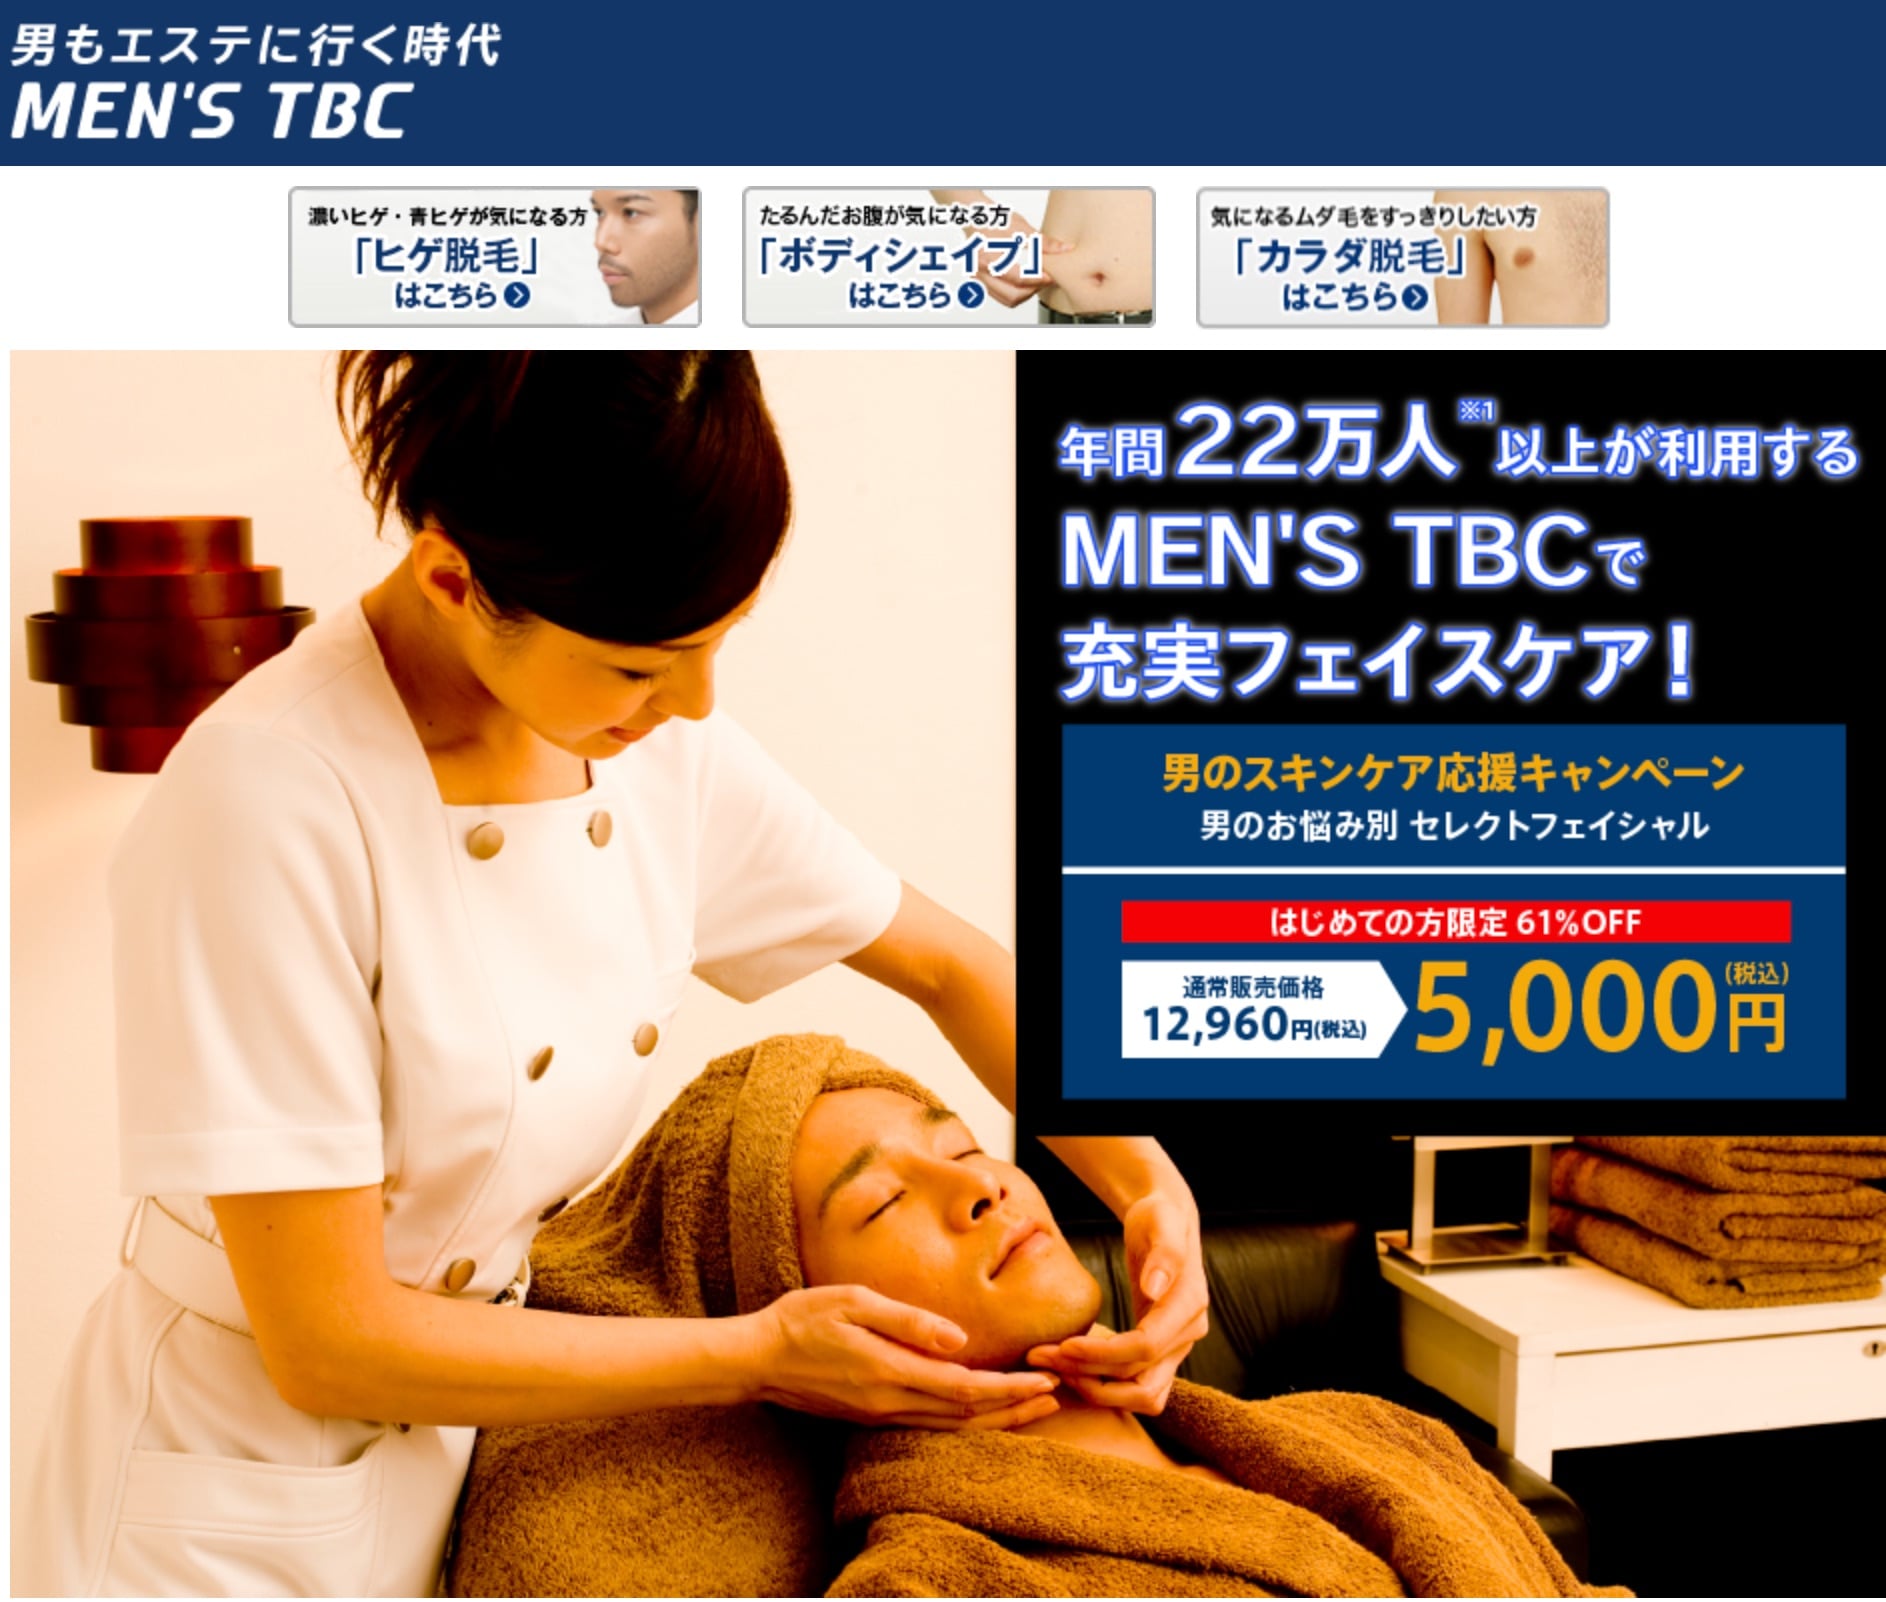 男もエステに行く時代
MEN'S TBC
濃いヒゲ・青ヒゲが気になる方
「ヒゲ脱毛」
はこちら
たるんだお腹が気になる方
「ボディシェイプ」
はこちら
気になるムダ毛をすっきりしたい方
「カラダ脱毛」
はこちら
年間22万人※1以上が利用する
MEN'S TBCで
充実フェイスケア!
男のスキンケア応援キャンペーン
男のお悩み別 セレクトフェイシャル
はじめての方限定 61%OFF
通常販売価格
12,960円(税込)
5,000円(税込)